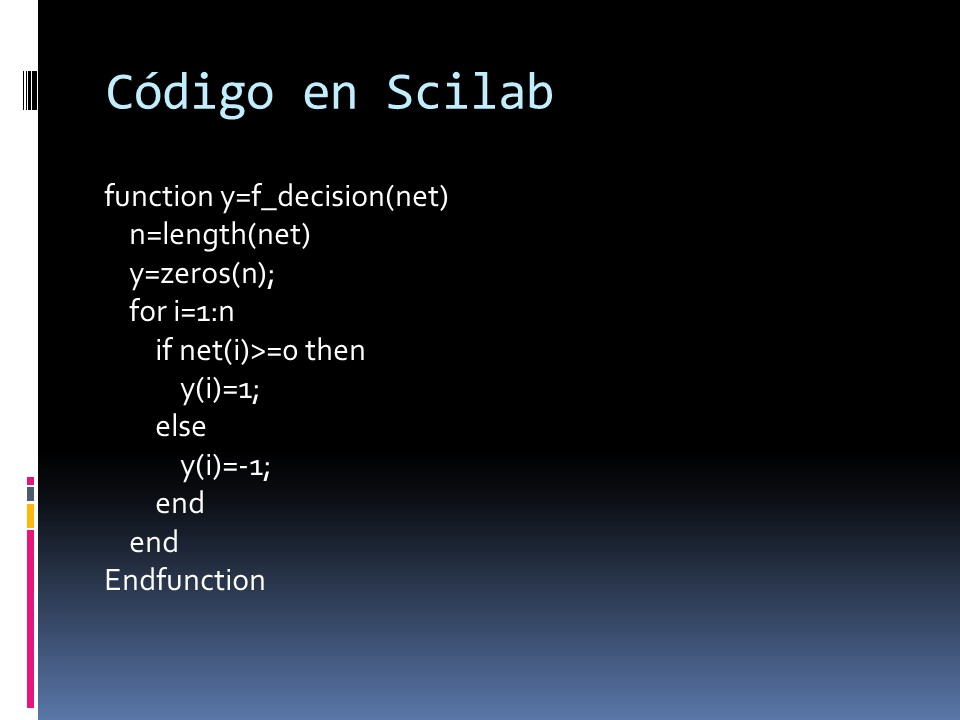 Código en Scilab
function y=f_decision(net)
n=length(net)
y=zeros(n);
for i=1:n
if net(i)>=0 then
y(i)=1;
else
y(i)=-1;
end
end
Endfunction